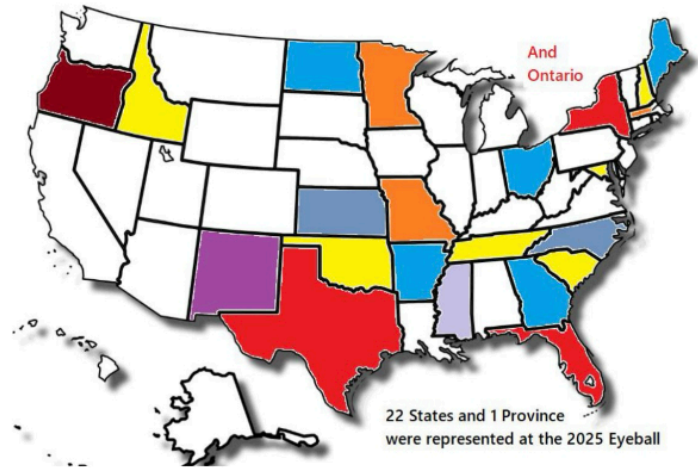 And
Ontario
22 States and 1 Province
were represented at the 2025 Eyeball